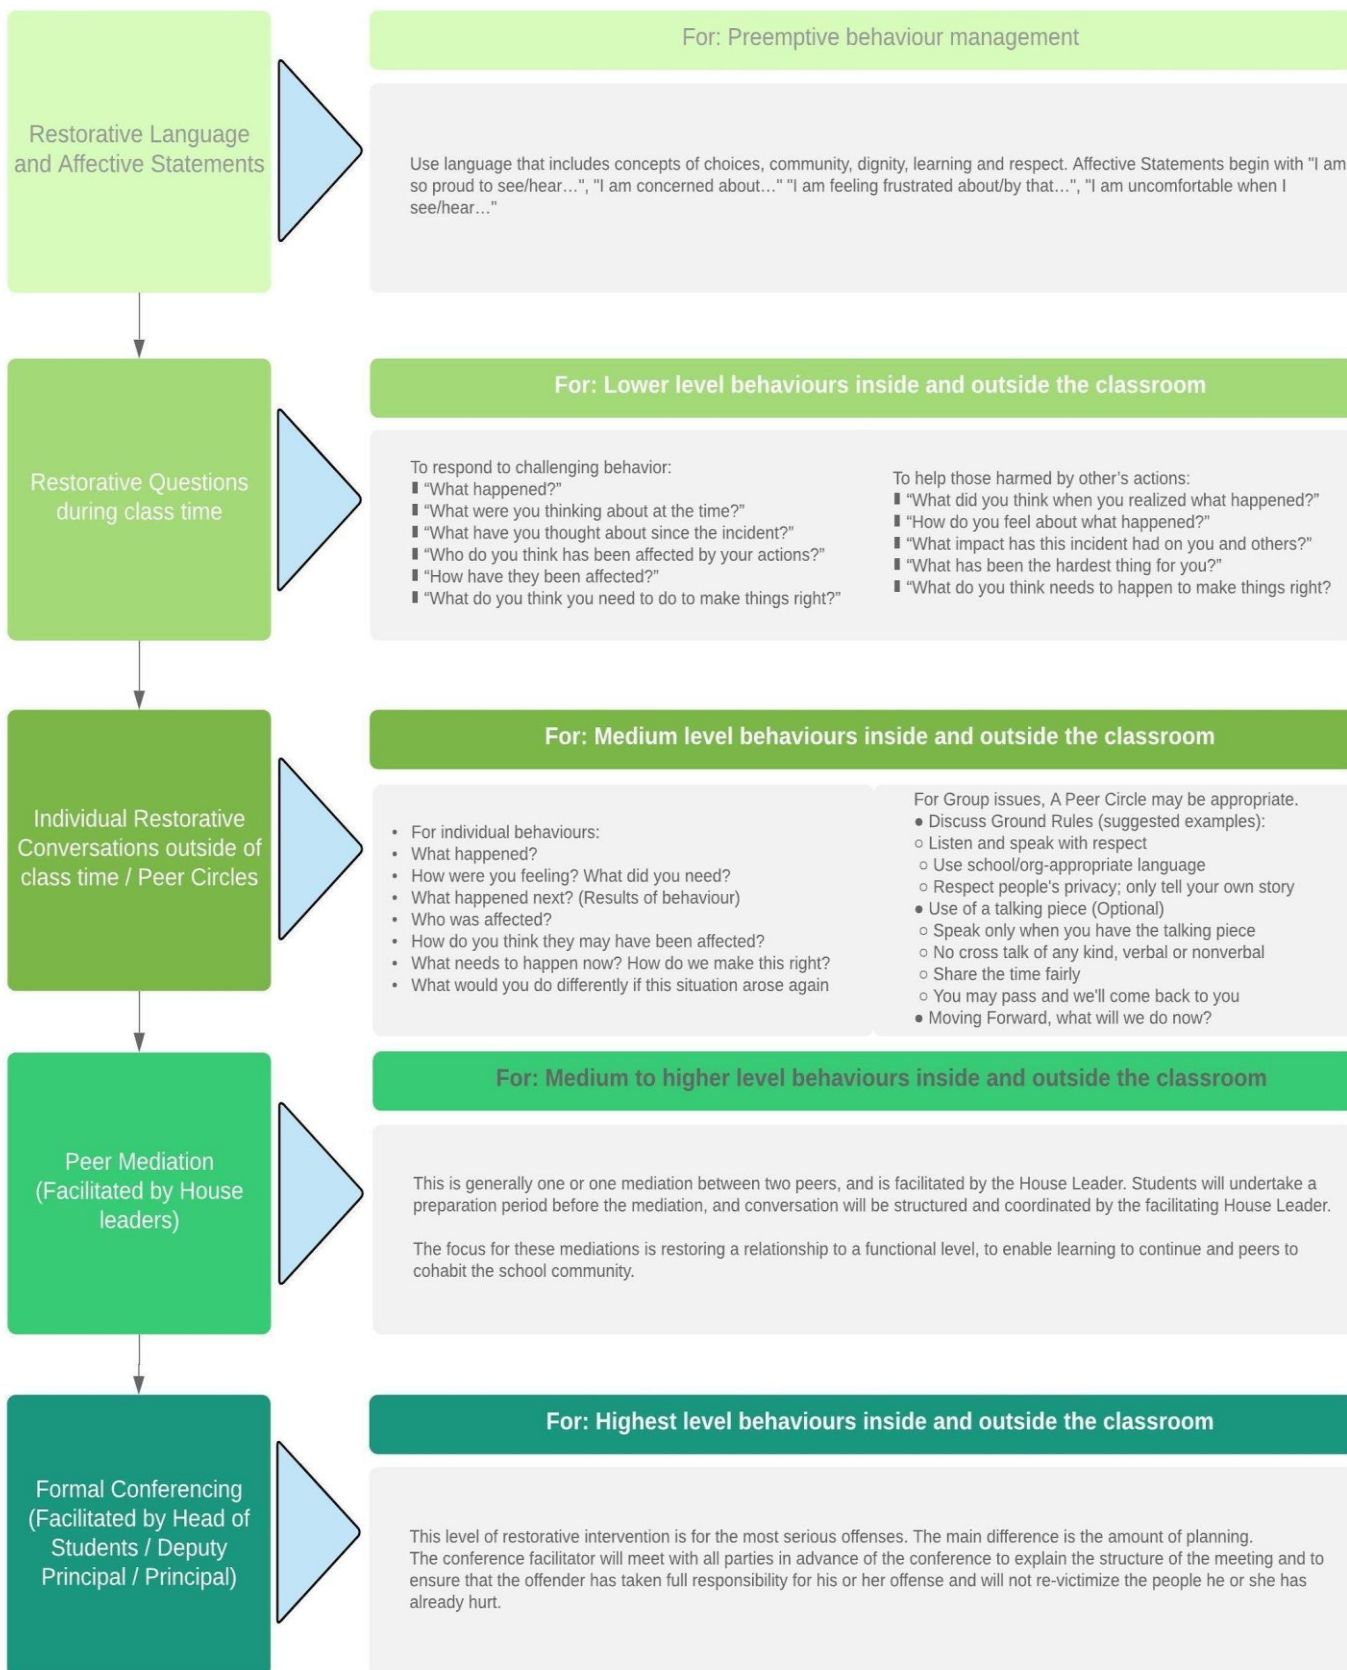 For: Preemptive behaviour management
Restorative Language
and Affective Statements
Use language that includes concepts of choices, community, dignity, learning and respect. Affective Statements begin with "I am
so proud to see/hear…", "I am concerned about…" "I am feeling frustrated about/by that…", "I am uncomfortable when I
see/hear…"
For: Lower level behaviours inside and outside the classroom
Restorative Questions
during class time
To respond to challenging behavior:
▮ “What happened?”
▮ “What were you thinking about at the time?”
▮ “What have you thought about since the incident?”
▮ “Who do you think has been affected by your actions?”
▮ “How have they been affected?”
▮ “What do you think you need to do to make things right?”
To help those harmed by other’s actions:
▮ “What did you think when you realized what happened?”
▮ “How do you feel about what happened?”
▮ “What impact has this incident had on you and others?”
▮ “What has been the hardest thing for you?”
▮ “What do you think needs to happen to make things right?
For: Medium level behaviours inside and outside the classroom
Individual Restorative
Conversations outside of
class time / Peer Circles
• For individual behaviours:
• What happened?
• How were you feeling? What did you need?
• What happened next? (Results of behaviour)
• Who was affected?
• How do you think they may have been affected?
• What needs to happen now? How do we make this right?
• What would you do differently if this situation arose again
For Group issues, A Peer Circle may be appropriate.
● Discuss Ground Rules (suggested examples):
○ Listen and speak with respect
○ Use school/org-appropriate language
○ Respect people's privacy; only tell your own story
● Use of a talking piece (Optional)
○ Speak only when you have the talking piece
○ No cross talk of any kind, verbal or nonverbal
○ Share the time fairly
○ You may pass and we'll come back to you
● Moving Forward, what will we do now?
For: Medium to higher level behaviours inside and outside the classroom
Peer Mediation
(Facilitated by House
leaders)
This is generally one or one mediation between two peers, and is facilitated by the House Leader. Students will undertake a
preparation period before the mediation, and conversation will be structured and coordinated by the facilitating House Leader.
The focus for these mediations is restoring a relationship to a functional level, to enable learning to continue and peers to
cohabit the school community.
For: Highest level behaviours inside and outside the classroom
Formal Conferencing
(Facilitated by Head of
Students / Deputy
Principal / Principal)
This level of restorative intervention is for the most serious offenses. The main difference is the amount of planning.
The conference facilitator will meet with all parties in advance of the conference to explain the structure of the meeting and to
ensure that the offender has taken full responsibility for his or her offense and will not re-victimize the people he or she has
already hurt.